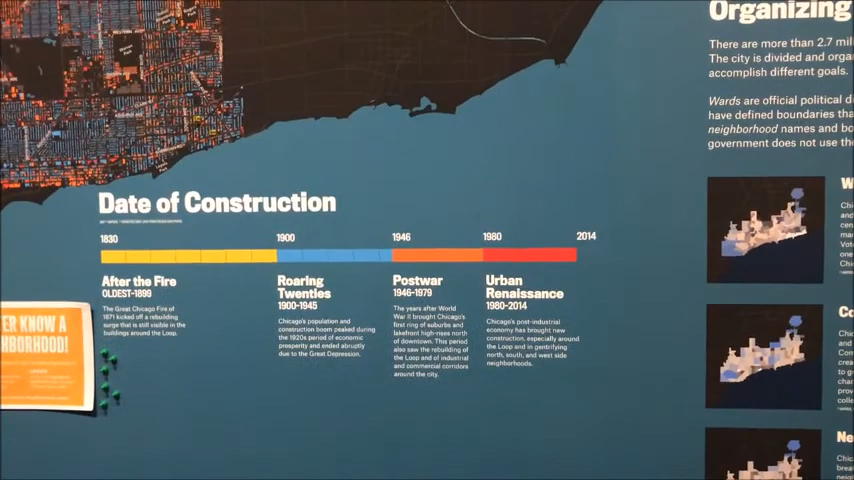 Organizing
There are more than 2.7 mil
The city is divided and orga
accomplish different goals.
Wards are official political d
have defined boundaries tha
neighborhood names and bo
government does not use the
Date of Construction
1830
1900
1946
1980
2014
After the Fire
OLDEST-1899
The Great Chicago Fire of
1871 kicked off a rebuilding
surge that is still visible in the
buildings around the Loop.
Roaring
Twenties
1900-1945
Chicago's population and
construction boom peaked during
the 1920s period of economic
prosperity and ended abruptly
due to the Great Depression.
Postwar
1946-1979
The years after World
War II brought Chicago's
first ring of suburbs and
lakefront high-rises north
of downtown. This period
also saw the rebuilding of
the Loop and of industrial
and commercial corridors
around the city.
Urban
Renaissance
1980-2014
Chicago's post-industrial
economy has brought new
construction, especially around
the Loop and in gentrifying
north, south, and west side
neighborhoods.
ER KNOW A
HBORHOOD!
W
Co
Ne